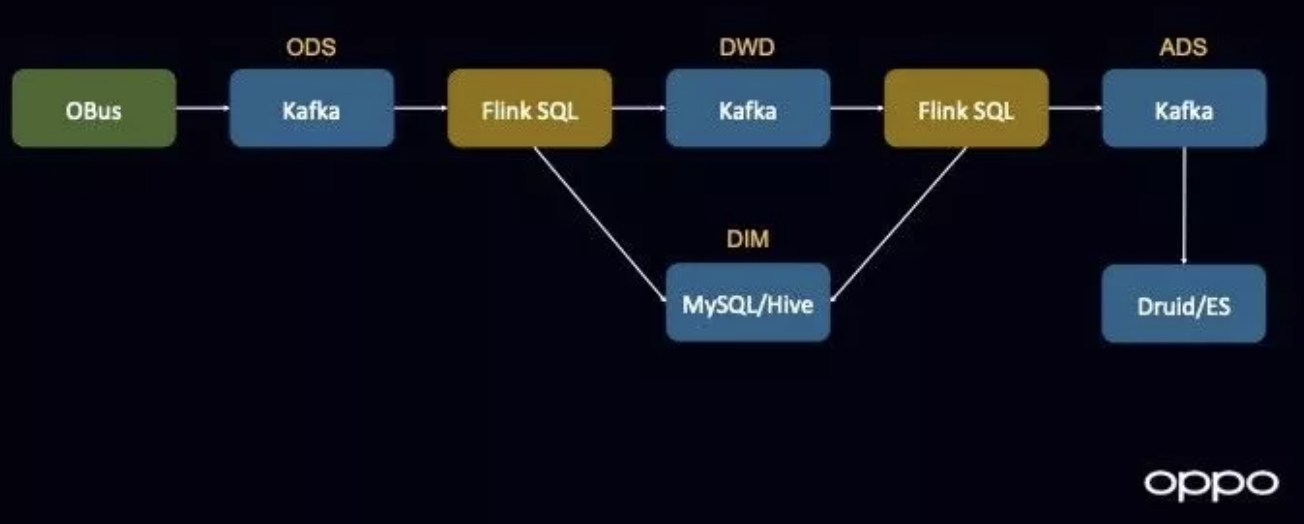 ODS
DWD
ADS
OBus
Kafka
Flink SQL
Kafka
Flink SQL
Kafka
DIM
MySQL/Hive
Druid/ES
oppo